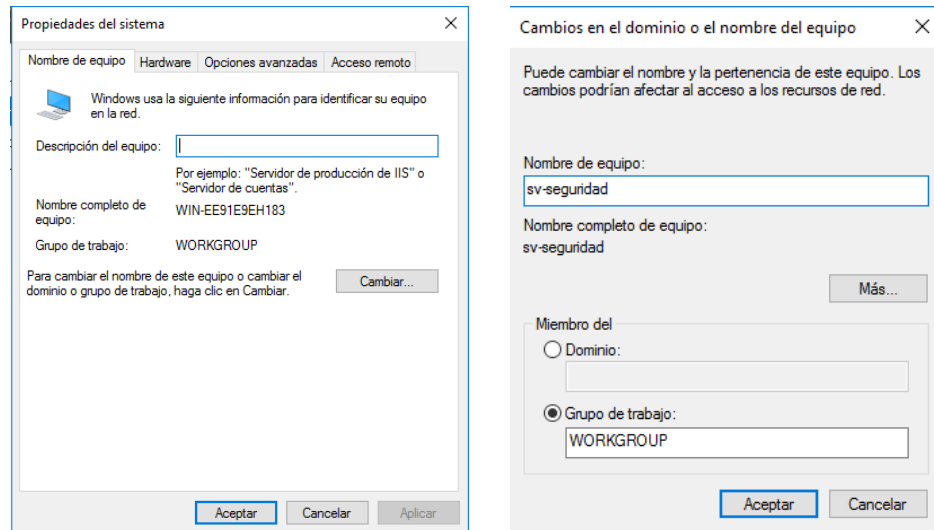 Propiedades del sistema
Nombre de equipo Hardware Opciones avanzadas Acceso remoto
Windows usa la siguiente información para identificar su equipo
en la red.
Descripción del equipo:
Por ejemplo: "Servidor de producción de IIS" o
"Servidor de cuentas".
Nombre completo de
equipo:
WIN-EE91E9EH183
Grupo de trabajo: WORKGROUP
Para cambiar el nombre de este equipo o cambiar el
dominio o grupo de trabajo, haga clic en Cambiar.
Cambiar...
Aceptar Cancelar Aplicar
Cambios en el dominio o el nombre del equipo
Puede cambiar el nombre y la pertenencia de este equipo. Los
cambios podrían afectar al acceso a los recursos de red.
Nombre de equipo:
sv-seguridad
Nombre completo de equipo:
sv-seguridad
Más...
Miembro del
Dominio:
Grupo de trabajo:
WORKGROUP
Aceptar Cancelar